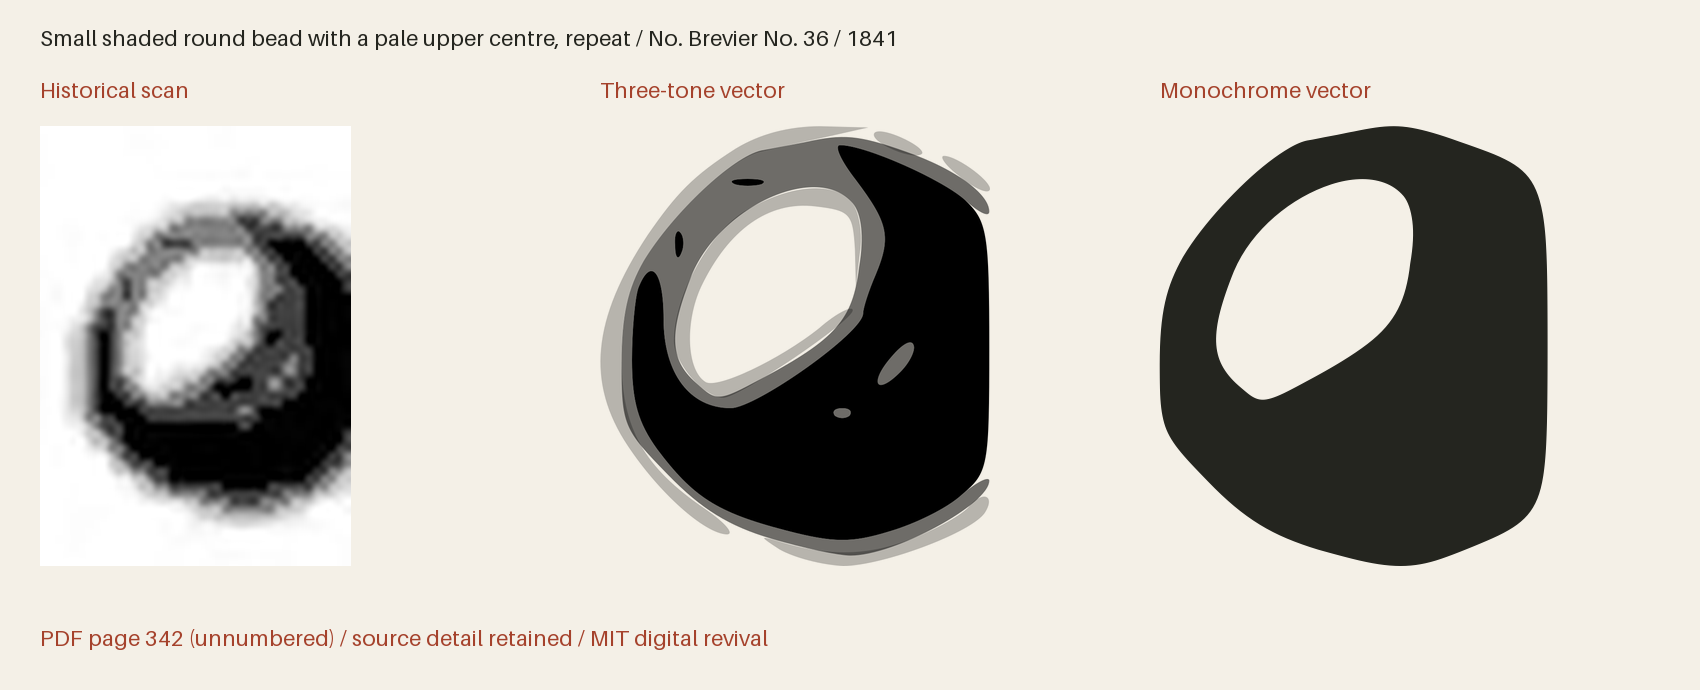 Small shaded round bead with a pale upper centre, repeat / No. Brevier No. 36 / 1841
Historical scan
Three-tone vector
Monochrome vector
PDF page 342 (unnumbered) / source detail retained / MIT digital revival